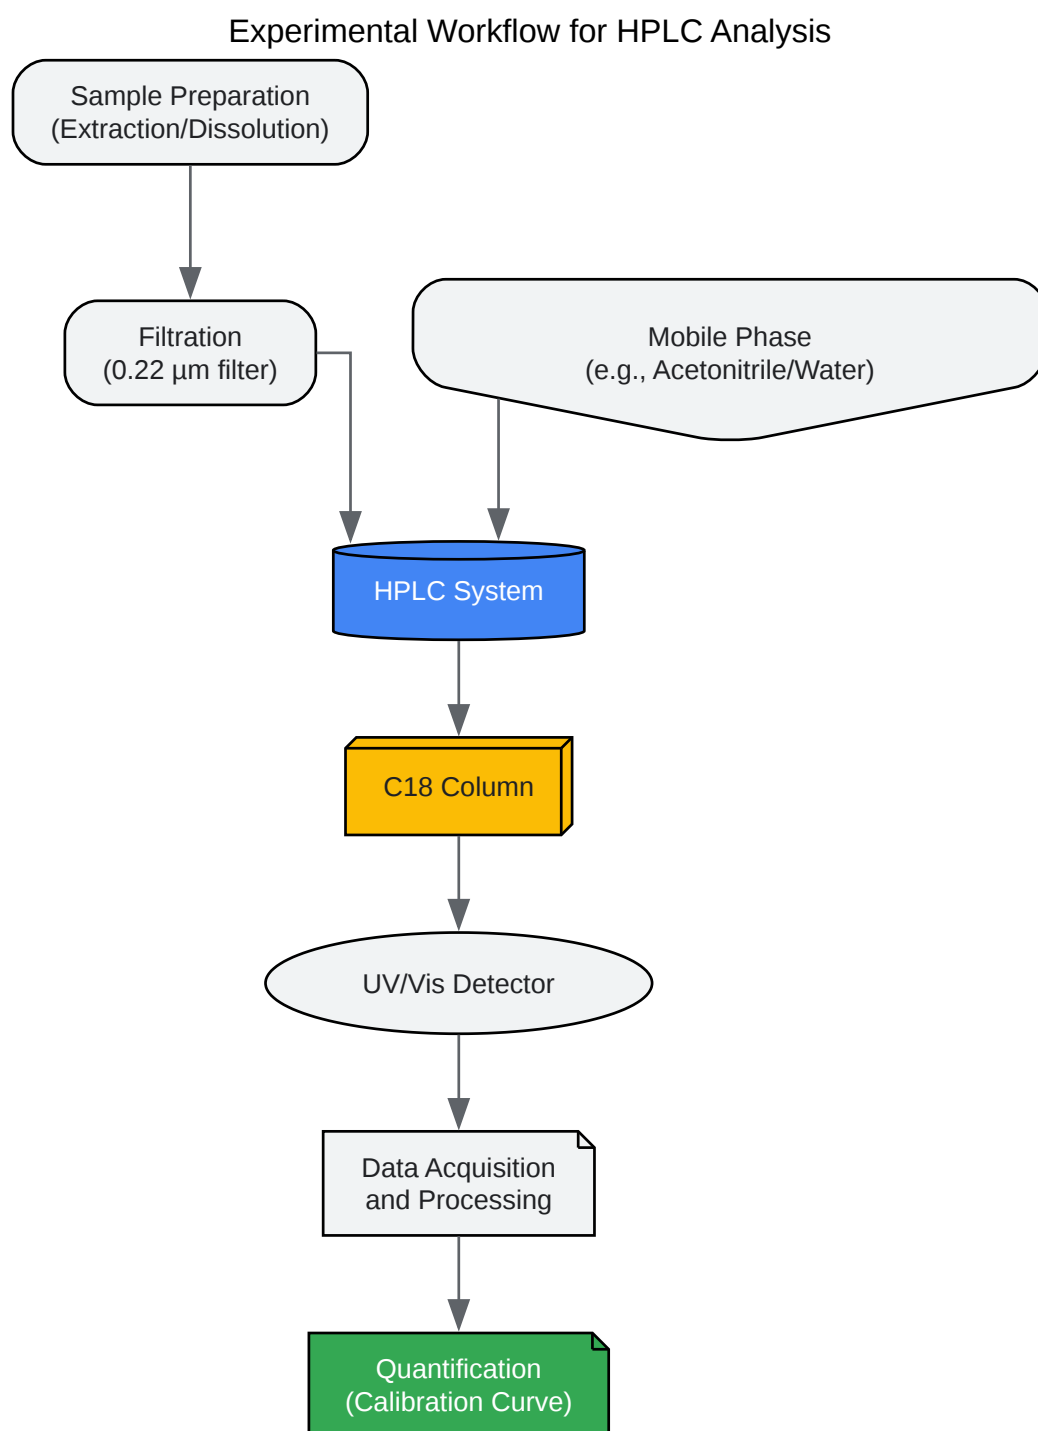 Experimental Workflow for HPLC Analysis
Sample Preparation
(Extraction/Dissolution)
Filtration
(0.22 µm filter)
Mobile Phase
(e.g., Acetonitrile/Water)
HPLC System
C18 Column
UV/Vis Detector
Data Acquisition
and Processing
Quantification
(Calibration Curve)